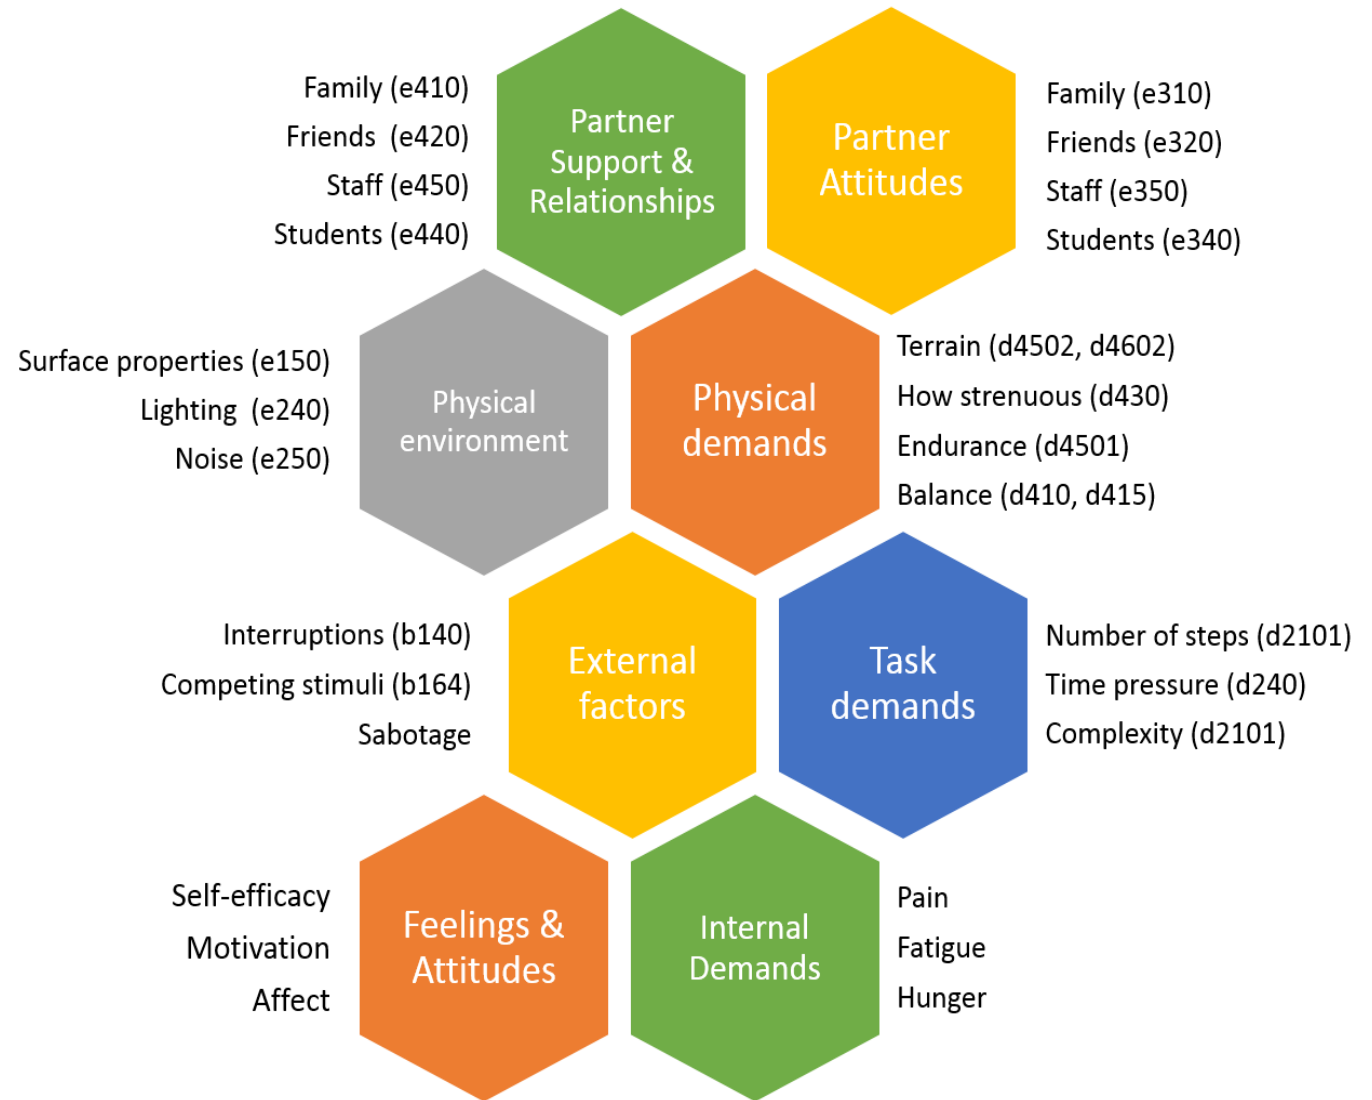 Family (e410)
Friends  (e420)
Staff (e450)
Students (e440)
Partner
Support &
Relationships
Partner
Attitudes
Family (e310)
Friends (e320)
Staff (e350)
Students (e340)
Surface properties (e150)
Lighting  (e240)
Noise (e250)
Physical
environment
Physical
demands
Terrain (d4502, d4602)
How strenuous (d430)
Endurance (d4501)
Balance (d410, d415)
Interruptions (b140)
Competing stimuli (b164)
Sabotage
External
factors
Task
demands
Number of steps (d2101)
Time pressure (d240)
Complexity (d2101)
Self-efficacy
Motivation
Affect
Feelings &
Attitudes
Internal
Demands
Pain
Fatigue
Hunger